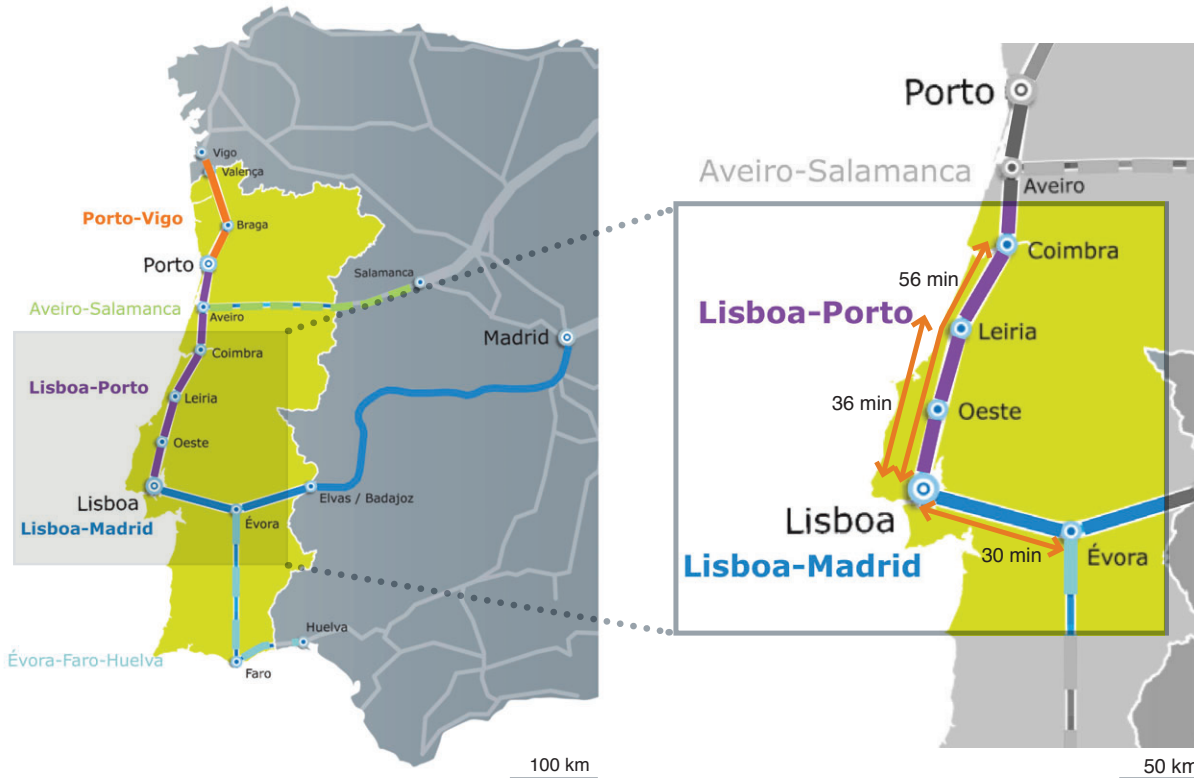 Vigo
Valença
Porto-Vigo
Braga
Porto
Salamanca
Aveiro-Salamanca
Aveiro
Madrid
Coimbra
Lisboa-Porto
Leiria
Oeste
Lisboa
Elvas / Badajoz
Lisboa-Madrid
Évora
Huelva
Évora-Faro-Huelva
Faro
100 km
Porto
Aveiro-Salamanca
Aveiro
Coimbra
56 min
Lisboa-Porto
Leiria
36 min
Oeste
Lisboa
30 min
Évora
Lisboa-Madrid
50 km